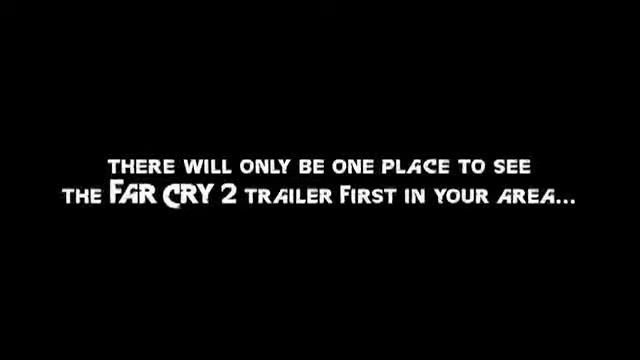 THERE WILL ONLY BE ONE PLACE TO SEE
THE FAR CRY 2 TRAILER FIRST IN YOUR AREA...